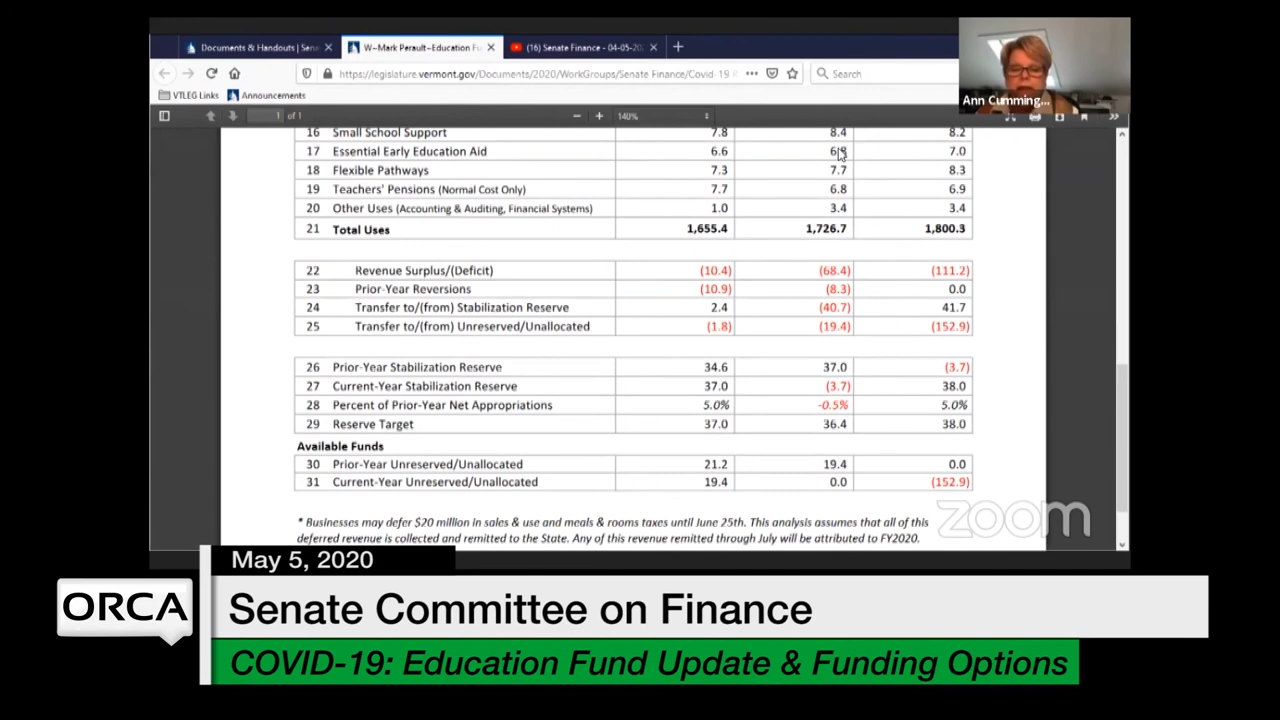 Documents & Handouts | Sen
W~Mark Perault~Education Fu
(16) Senate Finance - 04-05-20
https://legislature.vermont.gov/Documents/2020/WorkGroups/Senate Finance/Covid-19
Search
VTLEG Links
Announcements
Ann Cumming...
1 of 1
140%
16 Small School Support 7.8 8.4 8.2
17 Essential Early Education Aid 6.6 7.0
18 Flexible Pathways 7.3 7.7 8.3
19 Teachers' Pensions (Normal Cost Only) 7.7 6.8 6.9
20 Other Uses (Accounting & Auditing, Financial Systems) 1.0 3.4 3.4
21 Total Uses 1,655.4 1,726.7 1,800.3
22 Revenue Surplus/(Deficit) (10.4) (68.4) (111.2)
23 Prior-Year Reversions (10.9) (8.3) 0.0
24 Transfer to/(from) Stabilization Reserve 2.4 (40.7) 41.7
25 Transfer to/(from) Unreserved/Unallocated (1.8) (19.4) (152.9)
26 Prior-Year Stabilization Reserve 34.6 37.0 (3.7)
27 Current-Year Stabilization Reserve 37.0 (3.7) 38.0
28 Percent of Prior-Year Net Appropriations 5.0% -0.5% 5.0%
29 Reserve Target 37.0 36.4 38.0
Available Funds
30 Prior-Year Unreserved/Unallocated 21.2 19.4 0.0
31 Current-Year Unreserved/Unallocated 19.4 0.0 (152.9)
* Businesses may defer $20 million in sales & use and meals & rooms taxes until June 25th. This analysis assumes that all of this
deferred revenue is collected and remitted to the State. Any of this revenue remitted through July will be attributed to FY2020.
zoom
May 5, 2020
ORCA
Senate Committee on Finance
COVID-19: Education Fund Update & Funding Options